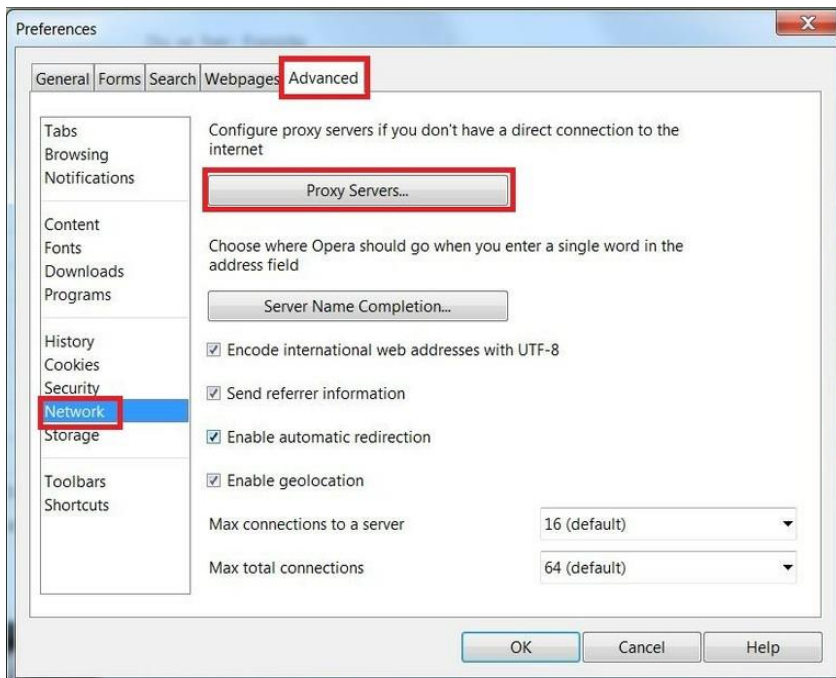 Preferences
General Forms Search Webpages Advanced
Tabs
Browsing
Notifications
Content
Fonts
Downloads
Programs
History
Cookies
Security
Network
Storage
Toolbars
Shortcuts
Configure proxy servers if you don't have a direct connection to the
internet
Proxy Servers...
Choose where Opera should go when you enter a single word in the
address field
Server Name Completion...
Encode international web addresses with UTF-8
Send referrer information
Enable automatic redirection
Enable geolocation
Max connections to a server 16 (default)
Max total connections 64 (default)
OK Cancel Help